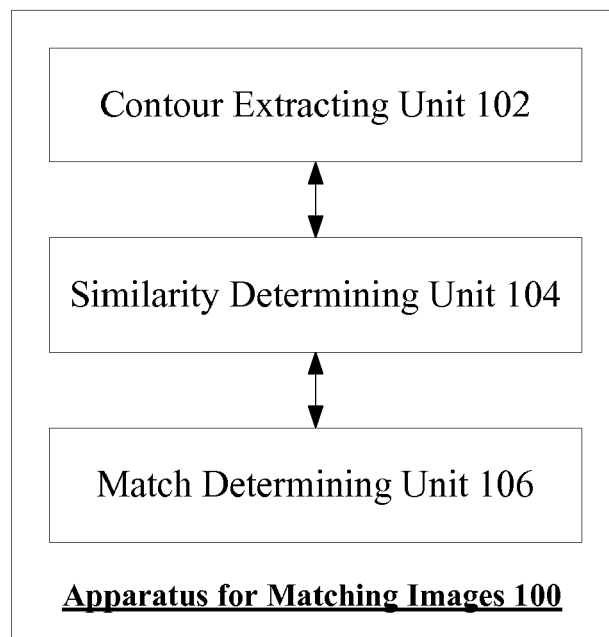 Contour Extracting Unit 102
Similarity Determining Unit 104
Match Determining Unit 106
Apparatus for Matching Images 100